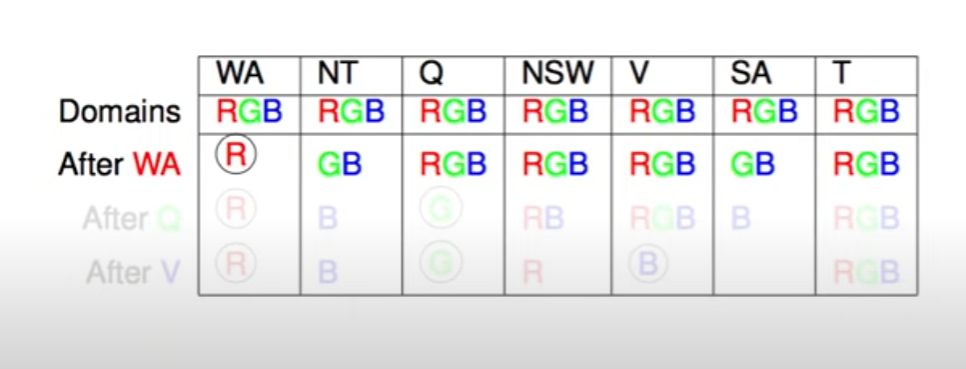 WA NT Q NSW V SA T
Domains RGB RGB RGB RGB RGB RGB RGB
After WA R GB RGB RGB RGB GB RGB
After Q R B G RB RGB B RGB
After V R B G R B RGB